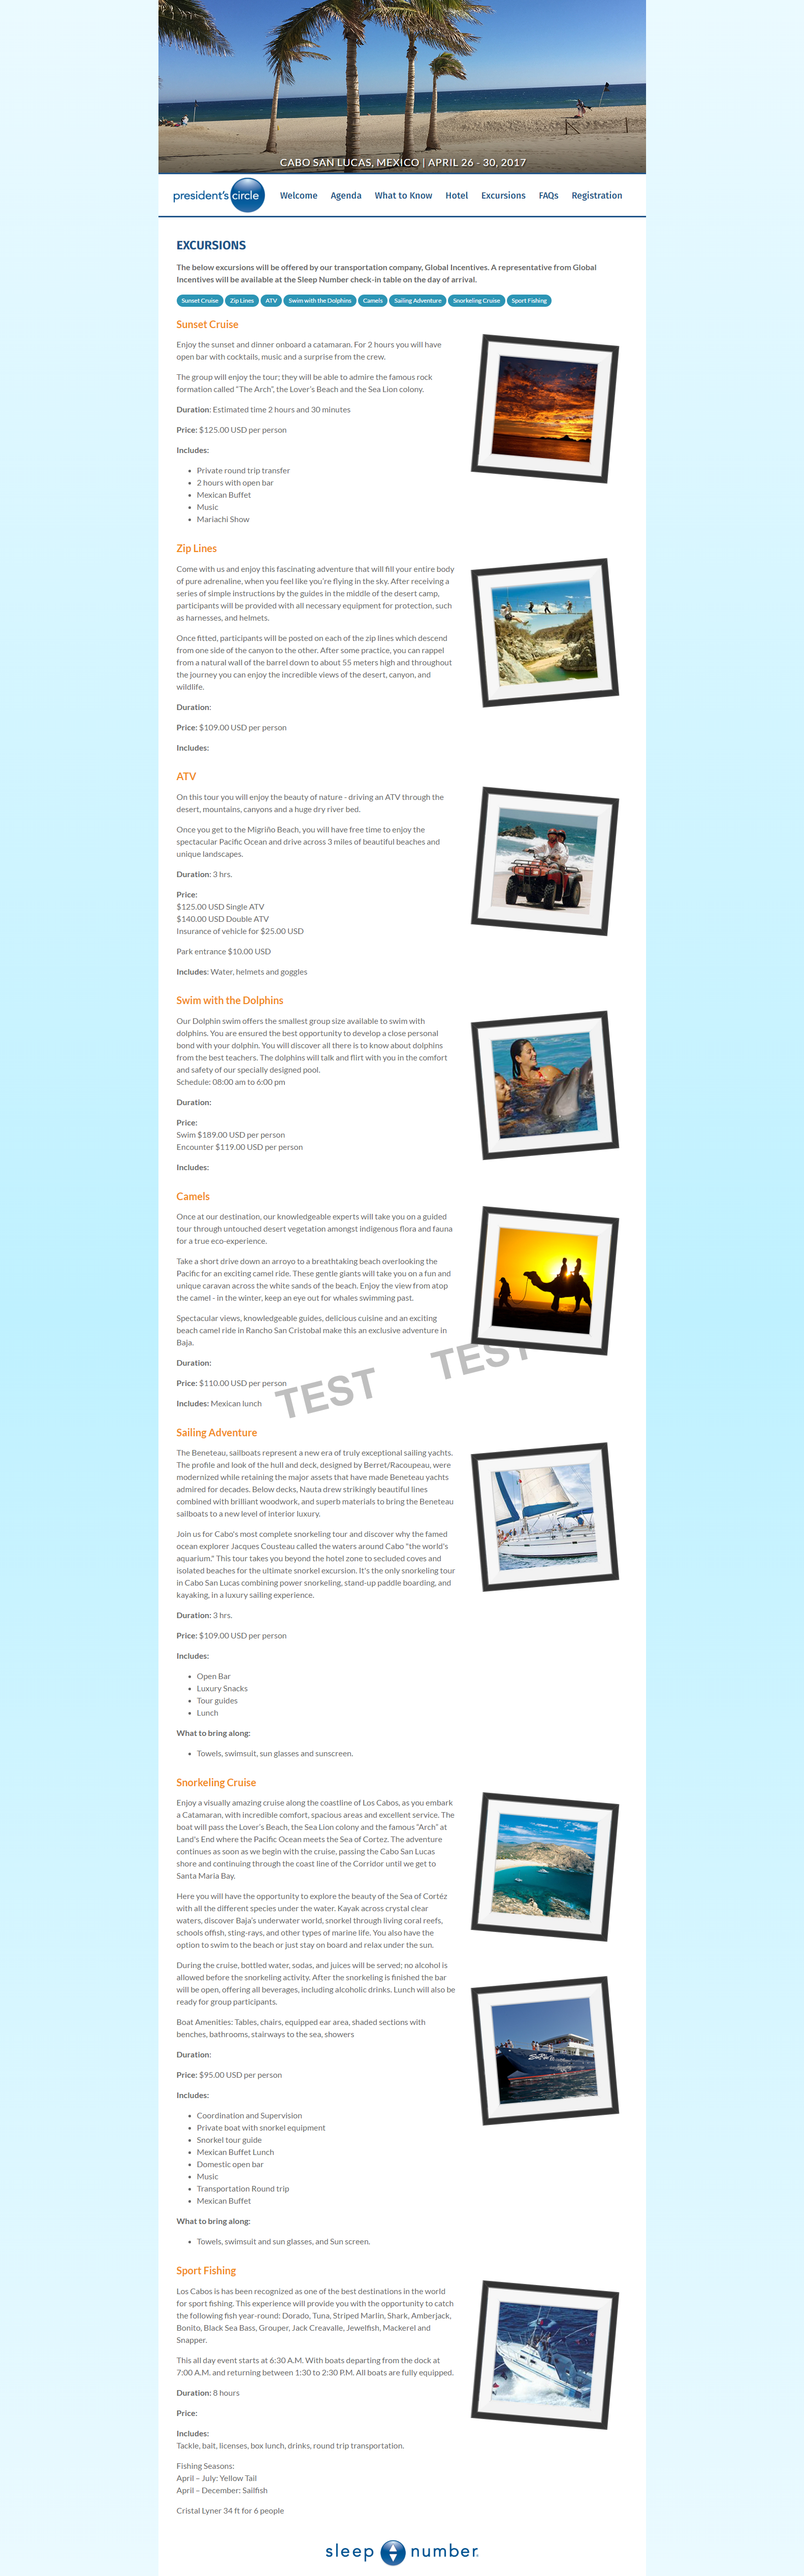 CABO SAN LUCAS, MEXICO | APRIL 26 - 30, 2017
president's circle
Welcome Agenda What to Know Hotel Excursions FAQs Registration
EXCURSIONS
The below excursions will be offered by our transportation company, Global Incentives. A representative from Global
Incentives will be available at the Sleep Number check-in table on the day of arrival.
Sunset Cruise Zip Lines ATV Swim with the Dolphins Camels Sailing Adventure Snorkeling Cruise Sport Fishing
Sunset Cruise
Enjoy the sunset and dinner onboard a catamaran. For 2 hours you will have
open bar with cocktails, music and a surprise from the crew.
The group will enjoy the tour; they will be able to admire the famous rock
formation called "The Arch", the Lover's Beach and the Sea Lion colony.
Duration: Estimated time 2 hours and 30 minutes
Price: $125.00 USD per person
Includes:
• Private round trip transfer
• 2 hours with open bar
• Mexican Buffet
• Music
• Mariachi Show
Zip Lines
Come with us and enjoy this fascinating adventure that will fill your entire body
of pure adrenaline, when you feel like you're flying in the sky. After receiving a
series of simple instructions by the guides in the middle of the desert camp,
participants will be provided with all necessary equipment for protection, such
as harnesses, and helmets.
Once fitted, participants will be posted on each of the zip lines which descend
from one side of the canyon to the other. After some practice, you can rappel
from a natural wall of the barrel down to about 55 meters high and throughout
the journey you can enjoy the incredible views of the desert, canyon, and
wildlife.
Duration:
Price: $109.00 USD per person
Includes:
ATV
On this tour you will enjoy the beauty of nature - driving an ATV through the
desert, mountains, canyons and a huge dry river bed.
Once you get to the Migriño Beach, you will have free time to enjoy the
spectacular Pacific Ocean and drive across 3 miles of beautiful beaches and
unique landscapes.
Duration: 3 hrs.
Price:
$125.00 USD Single ATV
$140.00 USD Double ATV
Insurance of vehicle for $25.00 USD
Park entrance $10.00 USD
Includes: Water, helmets and goggles
Swim with the Dolphins
Our Dolphin swim offers the smallest group size available to swim with
dolphins. You are ensured the best opportunity to develop a close personal
bond with your dolphin. You will discover all there is to know about dolphins
from the best teachers. The dolphins will talk and flirt with you in the comfort
and safety of our specially designed pool.
Schedule: 08:00 am to 6:00 pm
Duration:
Price:
Swim $189.00 USD per person
Encounter $119.00 USD per person
Includes:
Camels
Once at our destination, our knowledgeable experts will take you on a guided
tour through untouched desert vegetation amongst indigenous flora and fauna
for a true eco-experience.
Take a short drive down an arroyo to a breathtaking beach overlooking the
Pacific for an exciting camel ride. These gentle giants will take you on a fun and
unique caravan across the white sands of the beach. Enjoy the view from atop
the camel - in the winter, keep an eye out for whales swimming past.
Spectacular views, knowledgeable guides, delicious cuisine and an exciting
beach camel ride in Rancho San Cristobal make this an exclusive adventure in
Baja.
Duration:
Price: $110.00 USD per person
Includes: Mexican lunch
TEST TEST
Sailing Adventure
The Beneteau, sailboats represent a new era of truly exceptional sailing yachts.
The profile and look of the hull and deck, designed by Berret/Racoupeau, were
modernized while retaining the major assets that have made Beneteau yachts
admired for decades. Below decks, Nauta drew strikingly beautiful lines
combined with brilliant woodwork, and superb materials to bring the Beneteau
sailboats to a new level of interior luxury.
Join us for Cabo's most complete snorkeling tour and discover why the famed
ocean explorer Jacques Cousteau called the waters around Cabo "the world's
aquarium." This tour takes you beyond the hotel zone to secluded coves and
isolated beaches for the ultimate snorkel excursion. It's the only snorkeling tour
in Cabo San Lucas combining power snorkeling, stand-up paddle boarding, and
kayaking, in a luxury sailing experience.
Duration: 3 hrs.
Price: $109.00 USD per person
Includes:
• Open Bar
• Luxury Snacks
• Tour guides
• Lunch
What to bring along:
• Towels, swimsuit, sun glasses and sunscreen.
Snorkeling Cruise
Enjoy a visually amazing cruise along the coastline of Los Cabos, as you embark
a Catamaran, with incredible comfort, spacious areas and excellent service. The
boat will pass the Lover's Beach, the Sea Lion colony and the famous "Arch" at
Land's End where the Pacific Ocean meets the Sea of Cortez. The adventure
continues as soon as we begin with the cruise, passing the Cabo San Lucas
shore and continuing through the coast line of the Corridor until we get to
Santa Maria Bay.
Here you will have the opportunity to explore the beauty of the Sea of Cortéz
with all the different species under the water. Kayak across crystal clear
waters, discover Baja's underwater world, snorkel through living coral reefs,
schools offish, sting-rays, and other types of marine life. You also have the
option to swim to the beach or just stay on board and relax under the sun.
During the cruise, bottled water, sodas, and juices will be served; no alcohol is
allowed before the snorkeling activity. After the snorkeling is finished the bar
will be open, offering all beverages, including alcoholic drinks. Lunch will also be
ready for group participants.
Boat Amenities: Tables, chairs, equipped ear area, shaded sections with
benches, bathrooms, stairways to the sea, showers
Duration:
Price: $95.00 USD per person
Includes:
• Coordination and Supervision
• Private boat with snorkel equipment
• Snorkel tour guide
• Mexican Buffet Lunch
• Domestic open bar
• Music
• Transportation Round trip
• Mexican Buffet
What to bring along:
• Towels, swimsuit and sun glasses, and Sun screen.
Sport Fishing
Los Cabos is has been recognized as one of the best destinations in the world
for sport fishing. This experience will provide you with the opportunity to catch
the following fish year-round: Dorado, Tuna, Striped Marlin, Shark, Amberjack,
Bonito, Black Sea Bass, Grouper, Jack Creavalle, Jewelfish, Mackerel and
Snapper.
This all day event starts at 6:30 A.M. With boats departing from the dock at
7:00 A.M. and returning between 1:30 to 2:30 P.M. All boats are fully equipped.
Duration: 8 hours
Price:
Includes:
Tackle, bait, licenses, box lunch, drinks, round trip transportation.
Fishing Seasons:
April – July: Yellow Tail
April – December: Sailfish
Cristal Lyner 34 ft for 6 people
sleep number